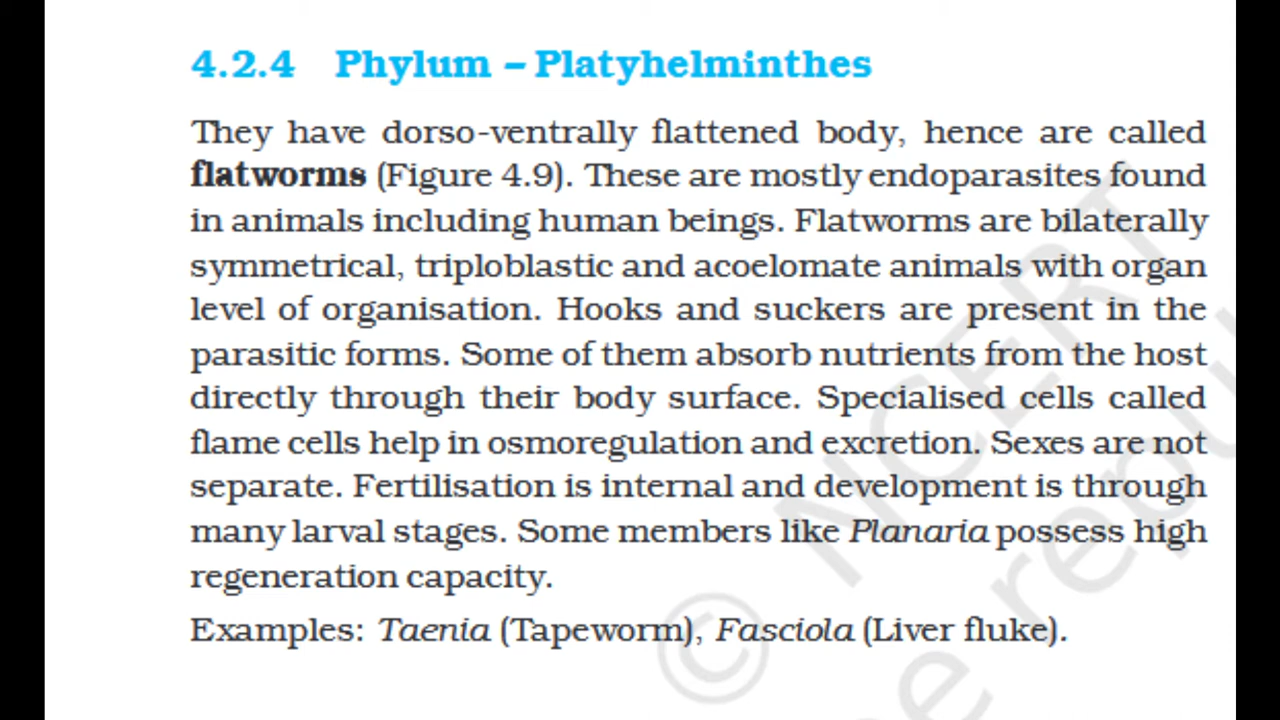 4.2.4 Phylum – Platyhelminthes
They have dorso-ventrally flattened body, hence are called
flatworms (Figure 4.9). These are mostly endoparasites found
in animals including human beings. Flatworms are bilaterally
symmetrical, triploblastic and acoelomate animals with organ
level of organisation. Hooks and suckers are present in the
parasitic forms. Some of them absorb nutrients from the host
directly through their body surface. Specialised cells called
flame cells help in osmoregulation and excretion. Sexes are not
separate. Fertilisation is internal and development is through
many larval stages. Some members like Planaria possess high
regeneration capacity.
Examples: Taenia (Tapeworm), Fasciola (Liver fluke).
© NCERT